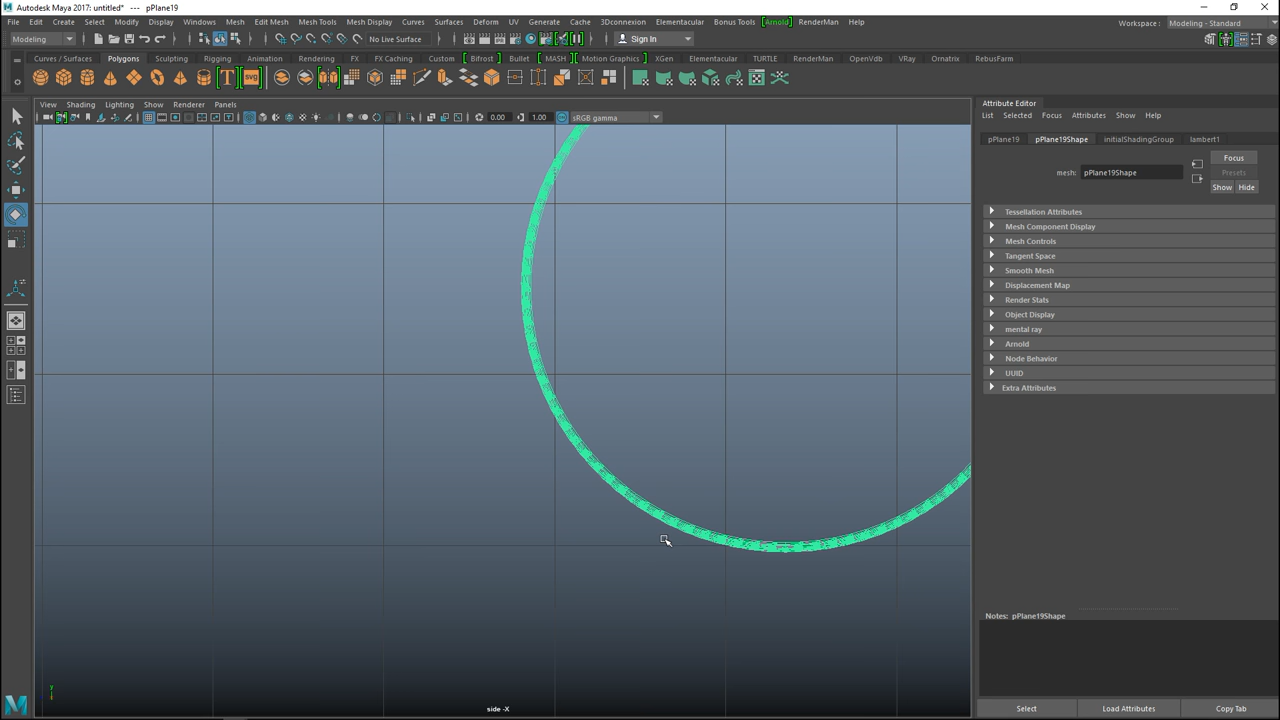 Autodesk Maya 2017: untitled* --- pPlane19
File Edit Create Select Modify Display Windows Mesh Edit Mesh Mesh Tools Mesh Display Curves Surfaces Deform UV Generate Cache 3Dconnexion Elementacular Bonus Tools Arnold RenderMan Help Workspace : Modeling - Standard
Modeling No Live Surface Sign In
Curves / Surfaces Polygons Sculpting Rigging Animation Rendering FX FX Caching Custom Bifrost Bullet MASH Motion Graphics XGen Elementacular TURTLE RenderMan OpenVdb VRay Ornatrix RebusFarm
T svg
View Shading Lighting Show Renderer Panels
0.00 1.00 sRGB gamma
side -X
y
Attribute Editor
List Selected Focus Attributes Show Help
pPlane19 pPlane19Shape initialShadingGroup lambert1
Focus
mesh: pPlane19Shape Presets
Show Hide
Tessellation Attributes
Mesh Component Display
Mesh Controls
Tangent Space
Smooth Mesh
Displacement Map
Render Stats
Object Display
mental ray
Arnold
Node Behavior
UUID
Extra Attributes
Notes: pPlane19Shape
Select Load Attributes Copy Tab